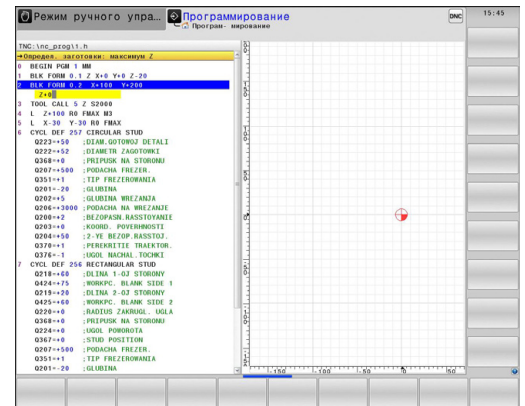 Режим ручного упра...
Программирование
Програм- мирование
DNC
15:45
TNC:\nc_prog\1.h
→Определ. заготовки: максимум Z
0 BEGIN PGM 1 MM
1 BLK FORM 0.1 Z X+0 Y+0 Z-20
2 BLK FORM 0.2 X+100 Y+200
Z+0
3 TOOL CALL 5 Z S2000
4 L Z+100 R0 FMAX M3
5 L X-30 Y-30 R0 FMAX
6 CYCL DEF 257 CIRCULAR STUD
Q223=+50 ;DIAM.GOTOWOJ DETALI
Q222=+52 ;DIAMETR ZAGOTOWKI
Q368=+0 ;PRIPUSK NA STORONU
Q207=+500 ;PODACHA FREZER.
Q351=+1 ;TIP FREZEROWANIA
Q201=-20 ;GLUBINA
Q202=+5 ;GLUBINA WREZANJA
Q206=+3000 ;PODACHA NA WREZANJE
Q200=+2 ;BEZOPASN.RASSTOYANIE
Q203=+0 ;KOORD. POVERHNOSTI
Q204=+50 ;2-YE BEZOP.RASSTOJ.
Q370=+1 ;PEREKRITIE TRAEKTOR.
Q376=-1 ;UGOL NACHAL.TOCHKI
7 CYCL DEF 256 RECTANGULAR STUD
Q218=+60 ;DLINA 1-OJ STORONY
Q424=+75 ;WORKPC. BLANK SIDE 1
Q219=+20 ;DLINA 2-OJ STORONY
Q425=+60 ;WORKPC. BLANK SIDE 2
Q220=+0 ;RADIUS ZAKRUGL. UGLA
Q368=+0 ;PRIPUSK NA STORONU
Q224=+0 ;UGOL POWOROTA
Q367=+0 ;STUD POSITION
Q207=+500 ;PODACHA FREZER.
Q351=+1 ;TIP FREZEROWANIA
Q201=-20 ;GLUBINA
-150 -100 -50 0 50